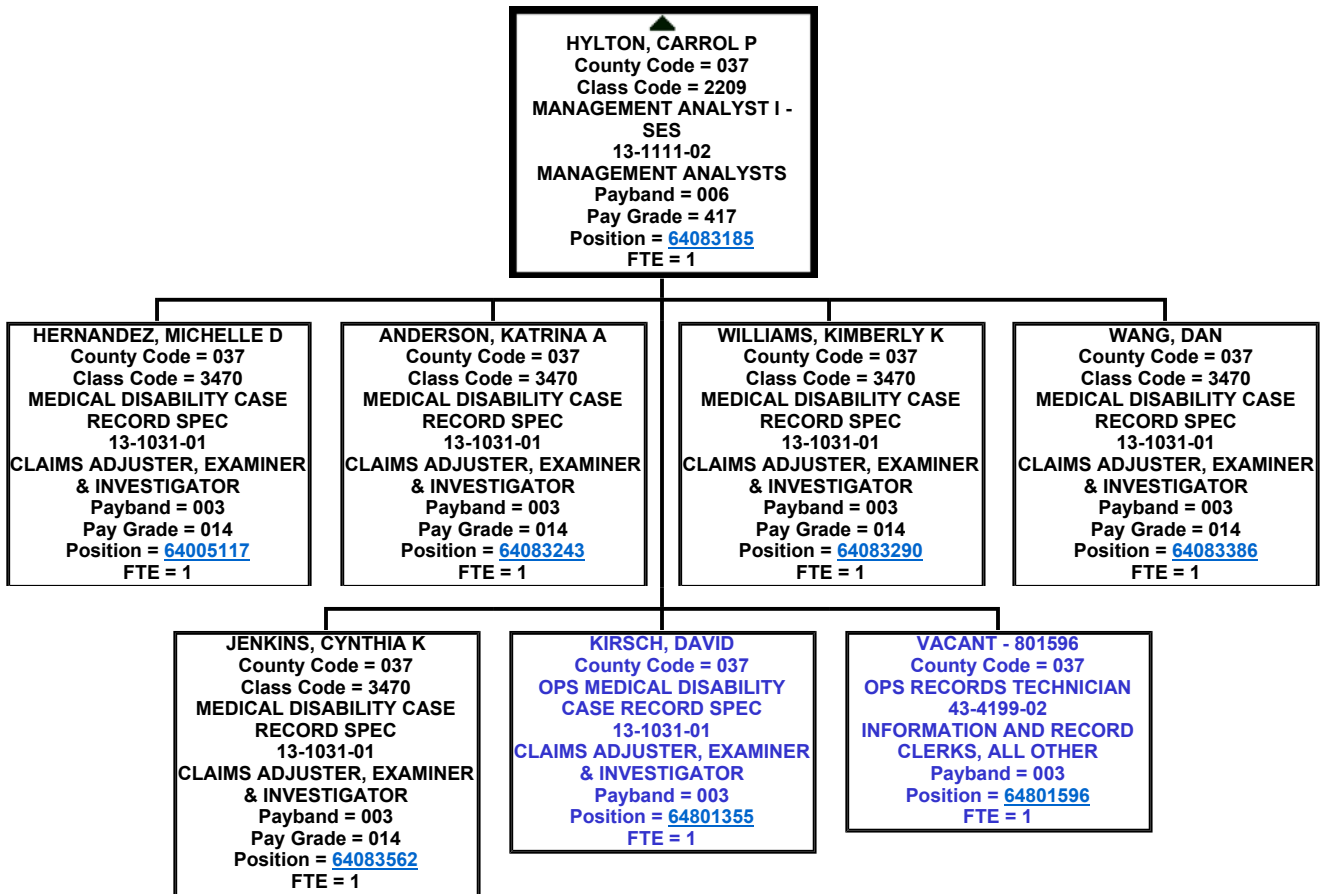 HYLTON, CARROL P
County Code = 037
Class Code = 2209
MANAGEMENT ANALYST I -
SES
13-1111-02
MANAGEMENT ANALYSTS
Payband = 006
Pay Grade = 417
Position = 64083185
FTE = 1
HERNANDEZ, MICHELLE D
County Code = 037
Class Code = 3470
MEDICAL DISABILITY CASE
RECORD SPEC
13-1031-01
CLAIMS ADJUSTER, EXAMINER
& INVESTIGATOR
Payband = 003
Pay Grade = 014
Position = 64005117
FTE = 1
ANDERSON, KATRINA A
County Code = 037
Class Code = 3470
MEDICAL DISABILITY CASE
RECORD SPEC
13-1031-01
CLAIMS ADJUSTER, EXAMINER
& INVESTIGATOR
Payband = 003
Pay Grade = 014
Position = 64083243
FTE = 1
WILLIAMS, KIMBERLY K
County Code = 037
Class Code = 3470
MEDICAL DISABILITY CASE
RECORD SPEC
13-1031-01
CLAIMS ADJUSTER, EXAMINER
& INVESTIGATOR
Payband = 003
Pay Grade = 014
Position = 64083290
FTE = 1
WANG, DAN
County Code = 037
Class Code = 3470
MEDICAL DISABILITY CASE
RECORD SPEC
13-1031-01
CLAIMS ADJUSTER, EXAMINER
& INVESTIGATOR
Payband = 003
Pay Grade = 014
Position = 64083386
FTE = 1
JENKINS, CYNTHIA K
County Code = 037
Class Code = 3470
MEDICAL DISABILITY CASE
RECORD SPEC
13-1031-01
CLAIMS ADJUSTER, EXAMINER
& INVESTIGATOR
Payband = 003
Pay Grade = 014
Position = 64083562
FTE = 1
KIRSCH, DAVID
County Code = 037
OPS MEDICAL DISABILITY
CASE RECORD SPEC
13-1031-01
CLAIMS ADJUSTER, EXAMINER
& INVESTIGATOR
Payband = 003
Position = 64801355
FTE = 1
VACANT - 801596
County Code = 037
OPS RECORDS TECHNICIAN
43-4199-02
INFORMATION AND RECORD
CLERKS, ALL OTHER
Payband = 003
Position = 64801596
FTE = 1